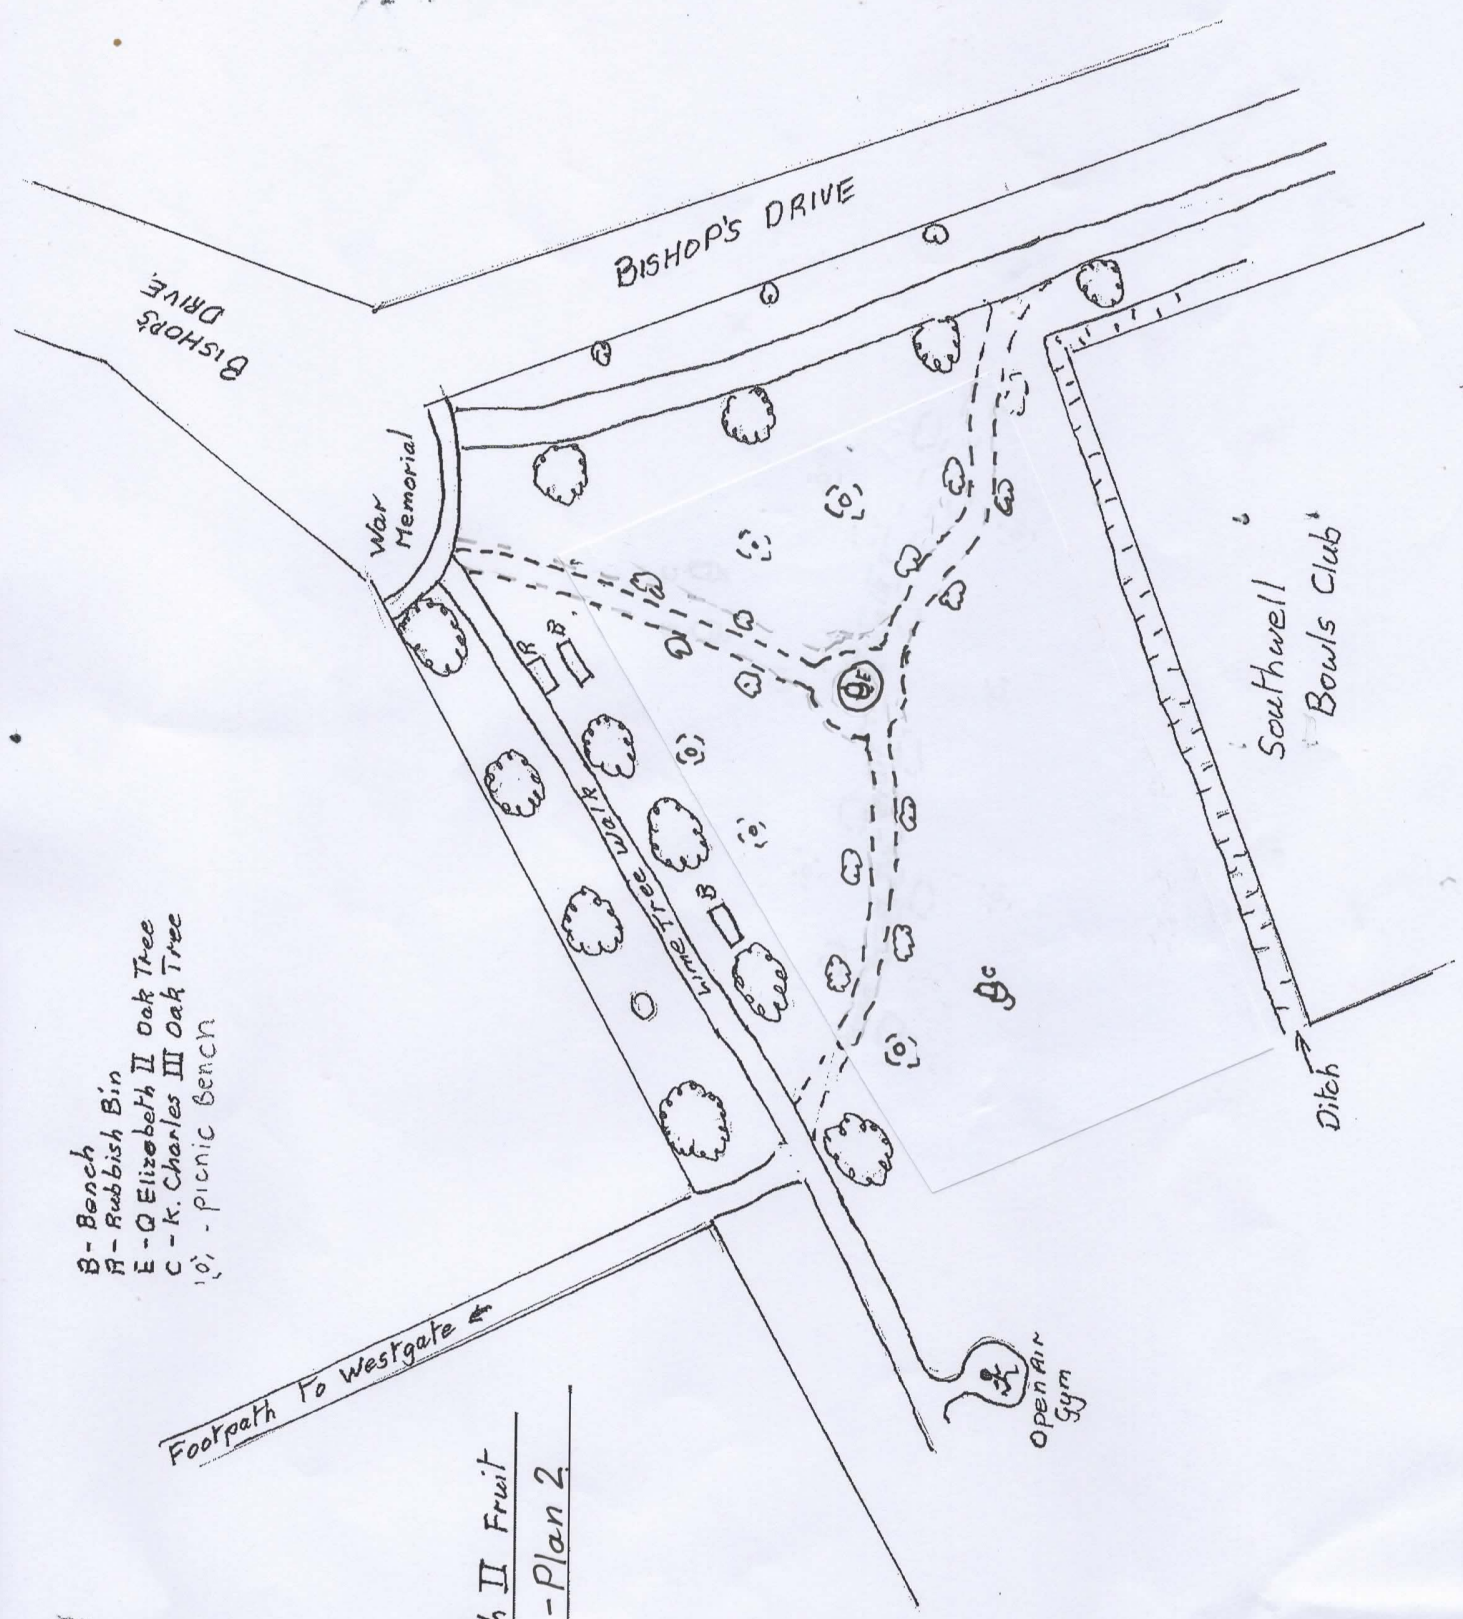 BISHOP'S DRIVE
BISHOP'S
DRIVE
War
Memorial
R
B
Lime Tree Walk
B
E
C
Southwell
Bowls Club
Ditch
B - Bench
R - Rubbish Bin
E - Q Elizabeth II Oak Tree
C - K. Charles III Oak Tree
- Picnic Bench
Footpath To Westgate
Open Air
Gym
h II Fruit
- Plan 2